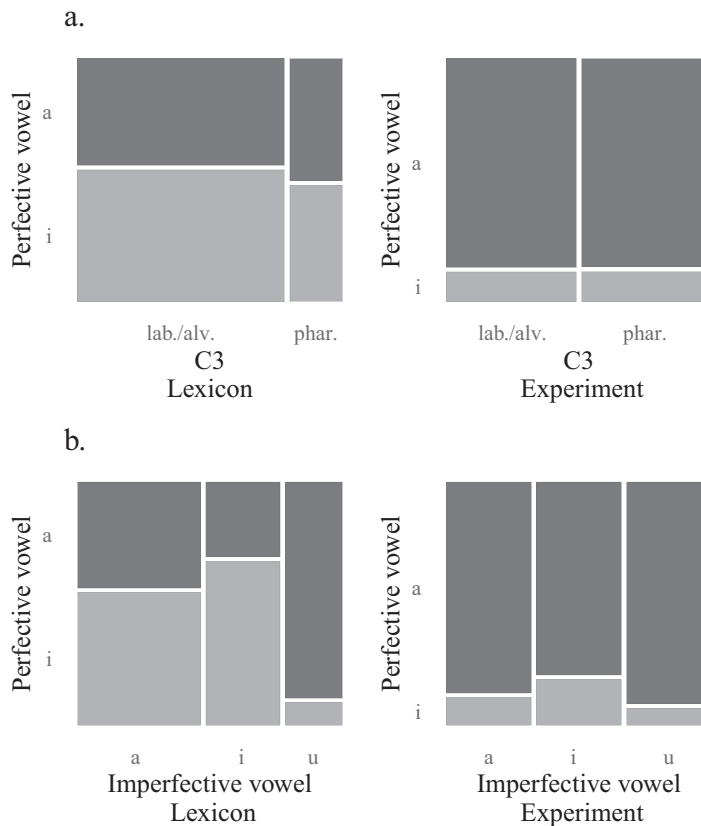 a.
Perfective vowel
a
i
lab./alv.
phar.
C3
Lexicon
Perfective vowel
a
i
lab./alv.
phar.
C3
Experiment
b.
Perfective vowel
a
i
a
i
u
Imperfective vowel
Lexicon
Perfective vowel
a
i
a
i
u
Imperfective vowel
Experiment